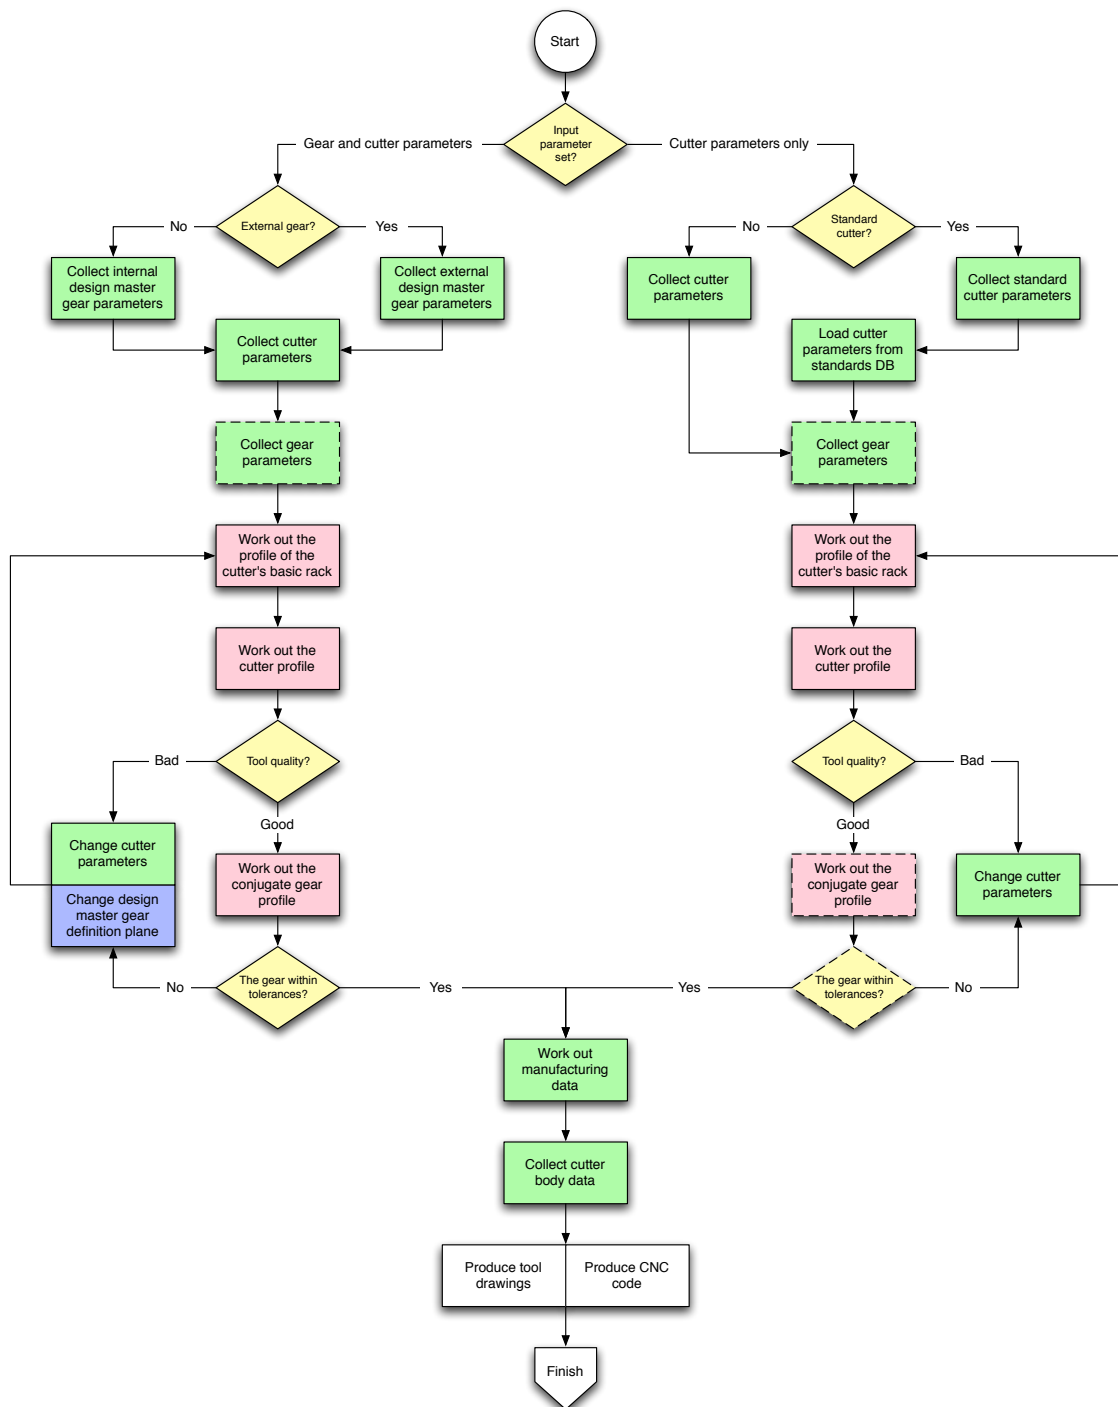 Start
Input
parameter
set?
Gear and cutter parameters
Cutter parameters only
External gear?
No
Yes
Standard
cutter?
No
Yes
Collect internal
design master
gear parameters
Collect external
design master
gear parameters
Collect cutter
parameters
Collect standard
cutter parameters
Collect cutter
parameters
Load cutter
parameters from
standards DB
Collect gear
parameters
Collect gear
parameters
Work out the
profile of the
cutter's basic rack
Work out the
profile of the
cutter's basic rack
Work out the
cutter profile
Work out the
cutter profile
Bad
Tool quality?
Tool quality?
Bad
Good
Good
Change cutter
parameters
Change design
master gear
definition plane
Work out the
conjugate gear
profile
Work out the
conjugate gear
profile
Change cutter
parameters
No
The gear within
tolerances?
Yes
Yes
The gear within
tolerances?
No
Work out
manufacturing
data
Collect cutter
body data
Produce tool
drawings
Produce CNC
code
Finish